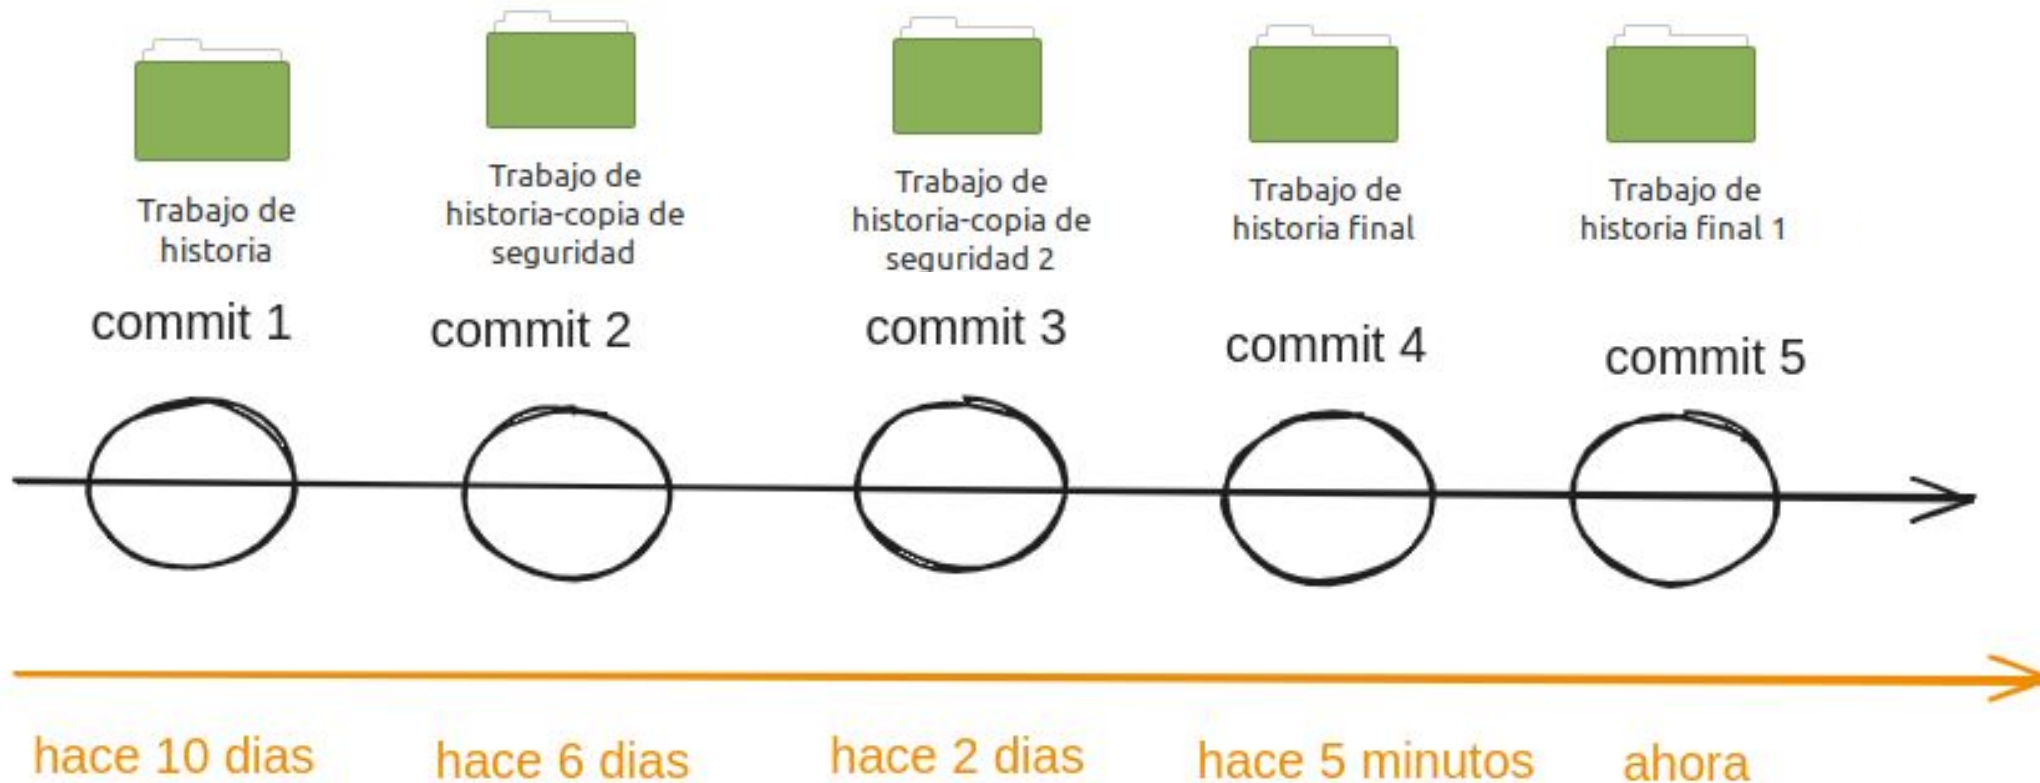 Trabajo de
historia
Trabajo de
historia-copia de
seguridad
Trabajo de
historia-copia de
seguridad 2
Trabajo de
historia final
Trabajo de
historia final 1
commit 1
commit 2
commit 3
commit 4
commit 5
hace 10 dias
hace 6 dias
hace 2 dias
hace 5 minutos
ahora